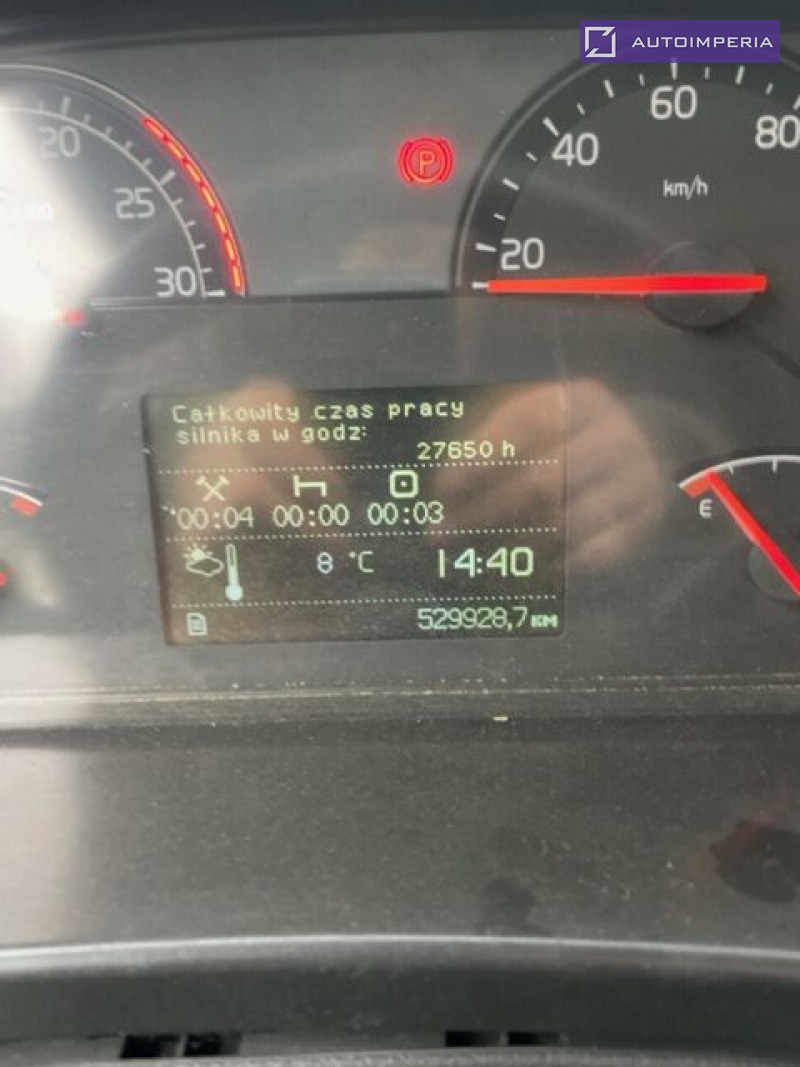 AUTOIMPERIA
20
25
30
P
20
40
60
80
km/h
Całkowity czas pracy
silnika w godz:
27650 h
00:04 00:00 00:03
8 °C 14:40
529928,7 KM
E